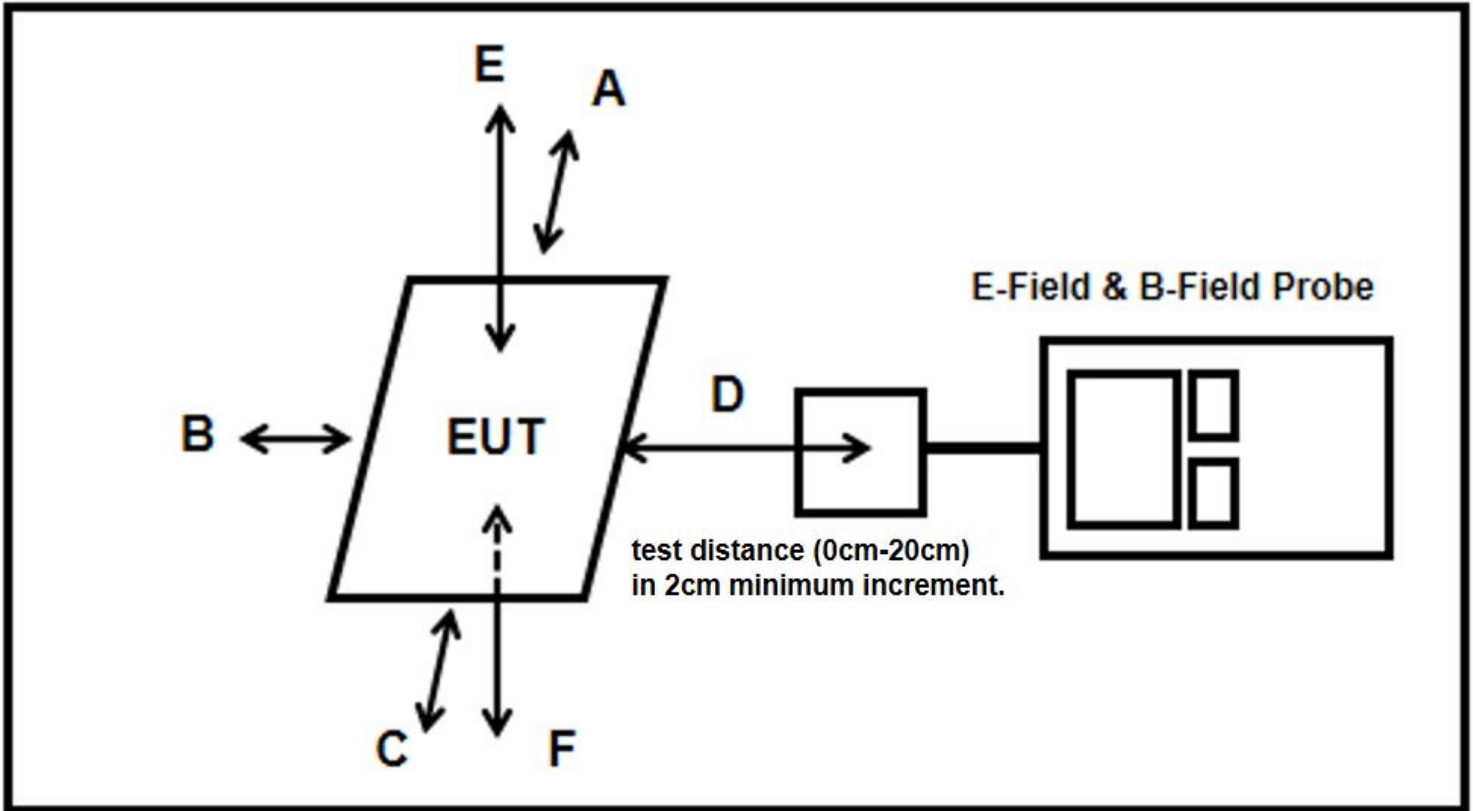 E
A
E-Field & B-Field Probe
D
B
EUT
test distance (0cm-20cm)
in 2cm minimum increment.
C
F